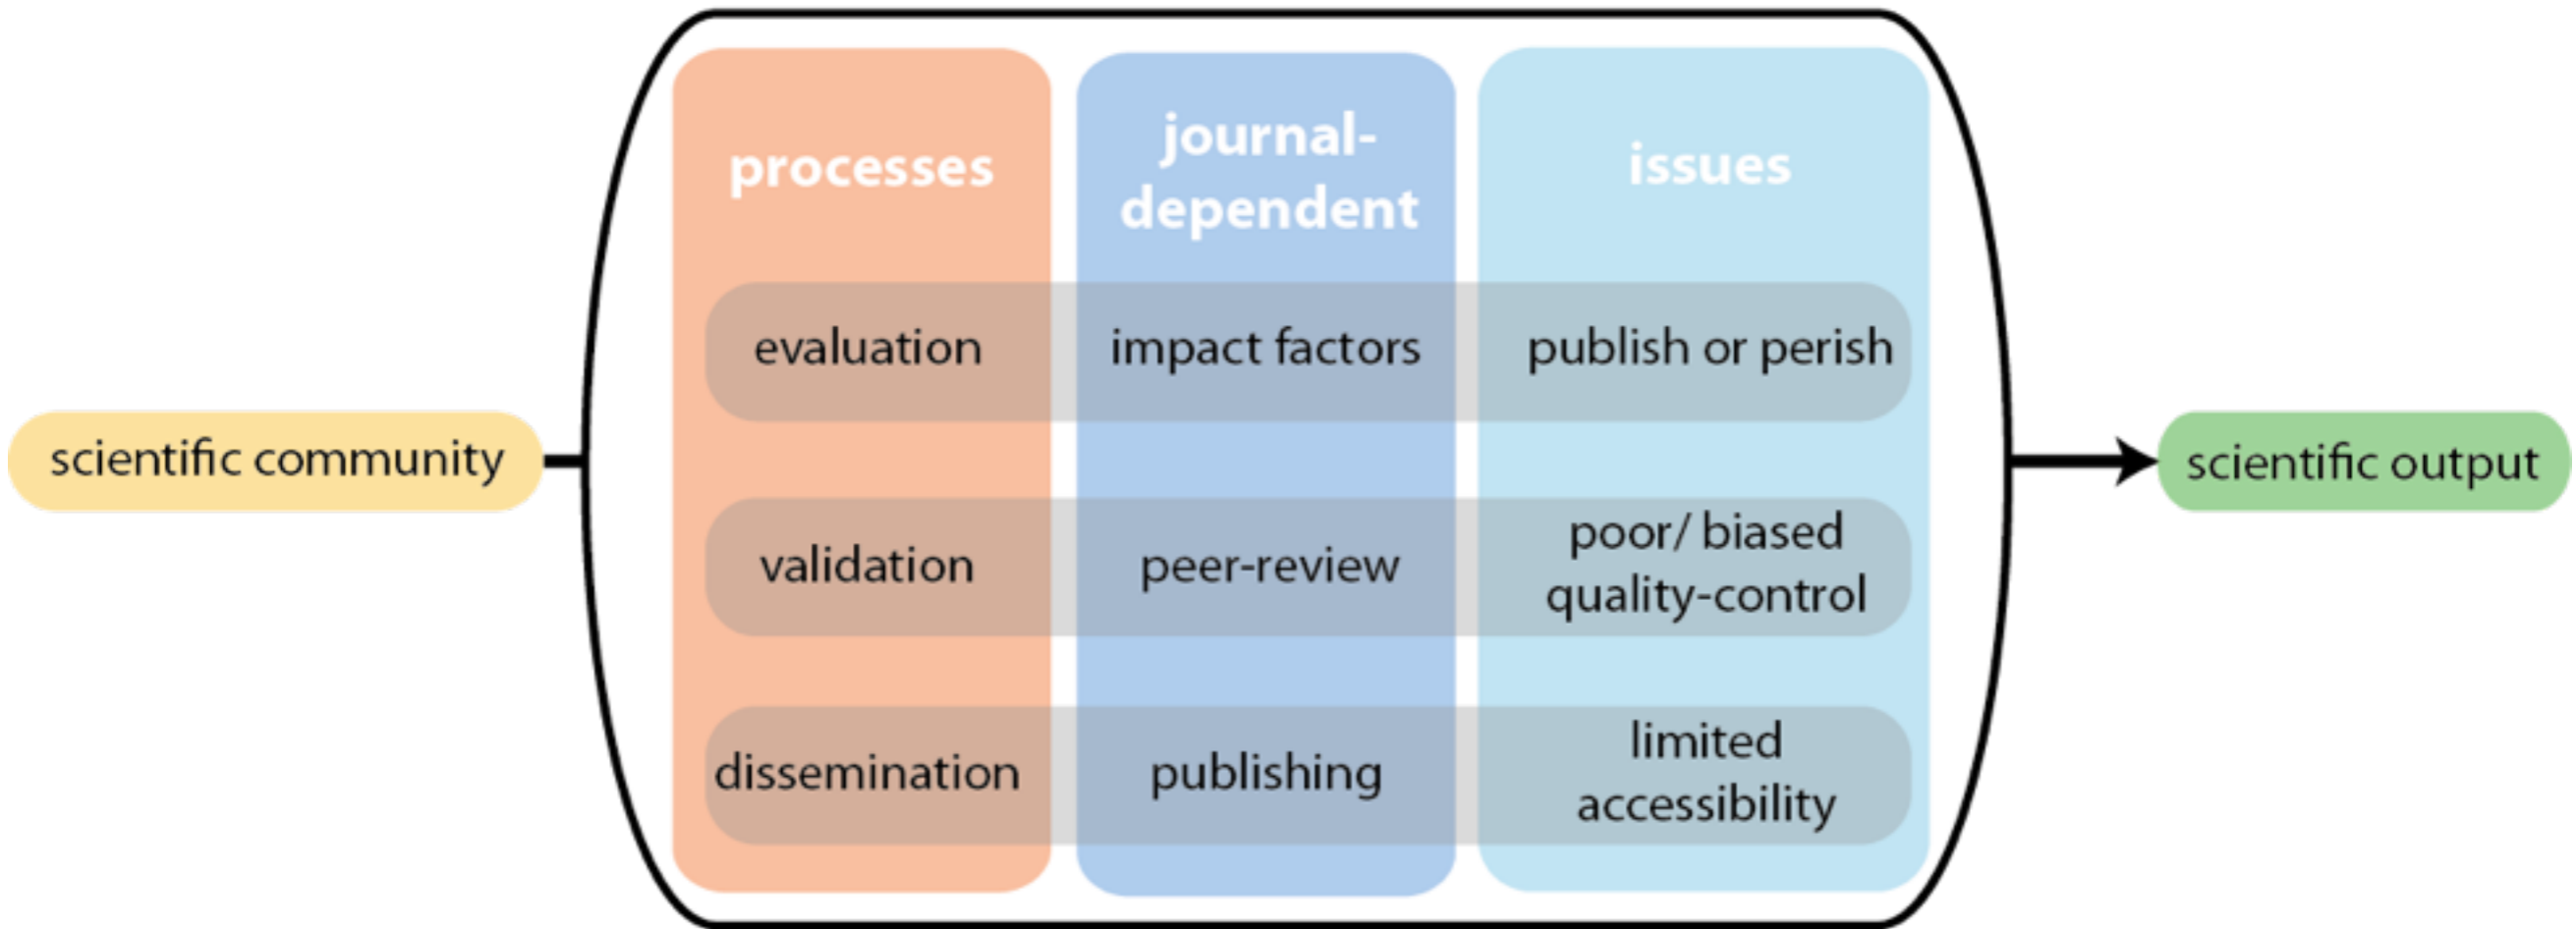 scientific community
processes
journal-
dependent
issues
evaluation
impact factors
publish or perish
validation
peer-review
poor/ biased
quality-control
dissemination
publishing
limited
accessibility
scientific output